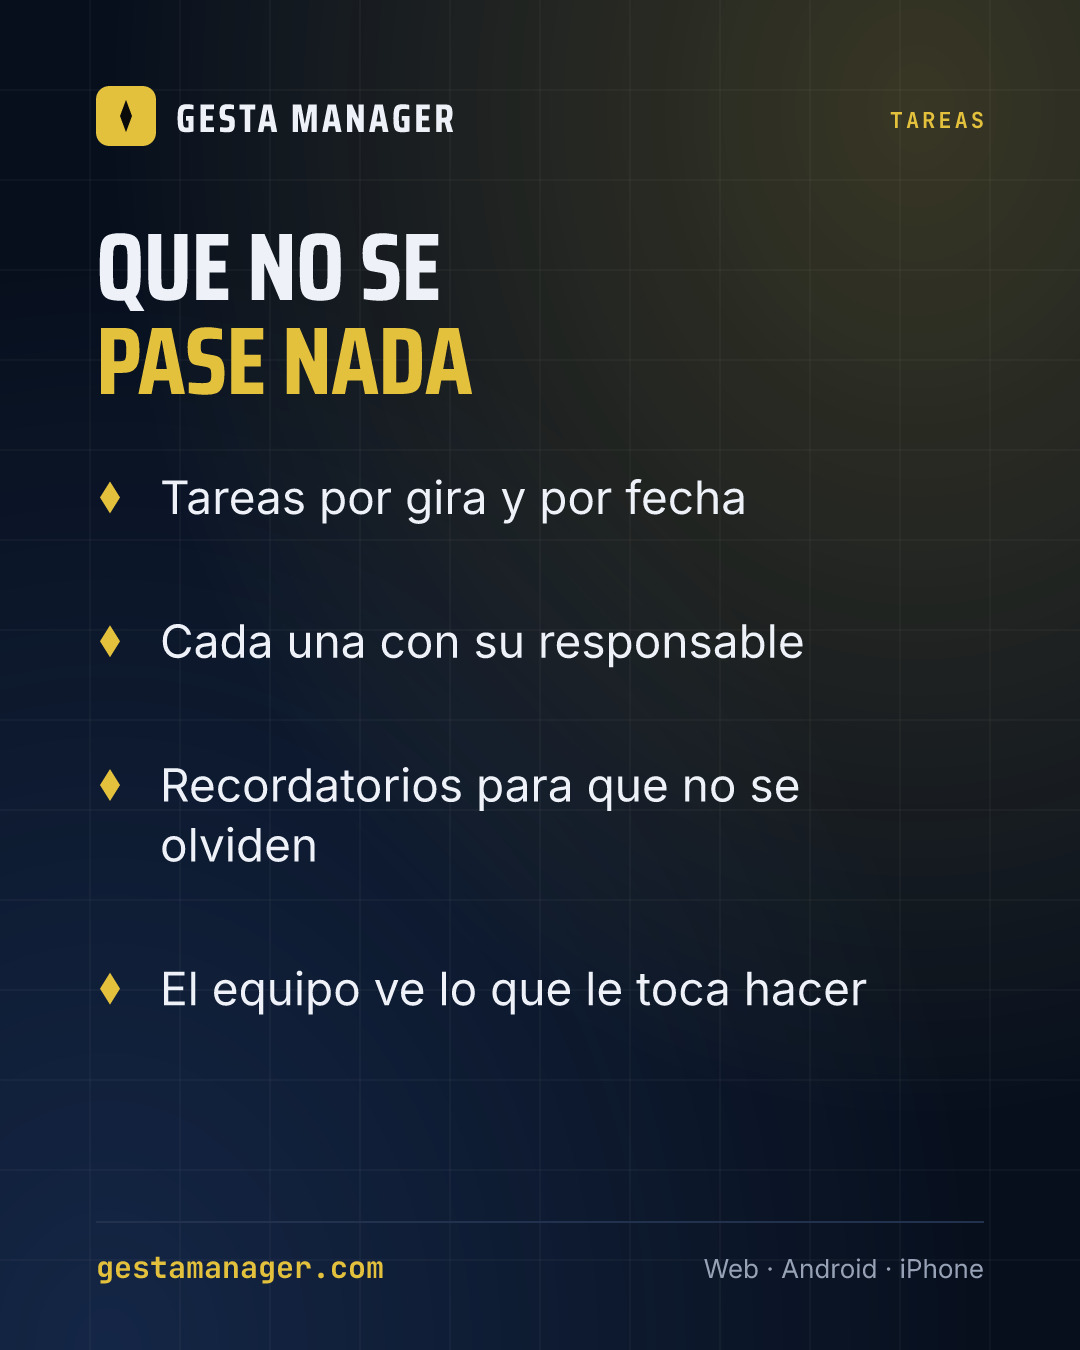 GESTA MANAGER
TAREAS
QUE NO SE
PASE NADA
Tareas por gira y por fecha
Cada una con su responsable
Recordatorios para que no se
olviden
El equipo ve lo que le toca hacer
gestamanager.com
Web · Android · iPhone